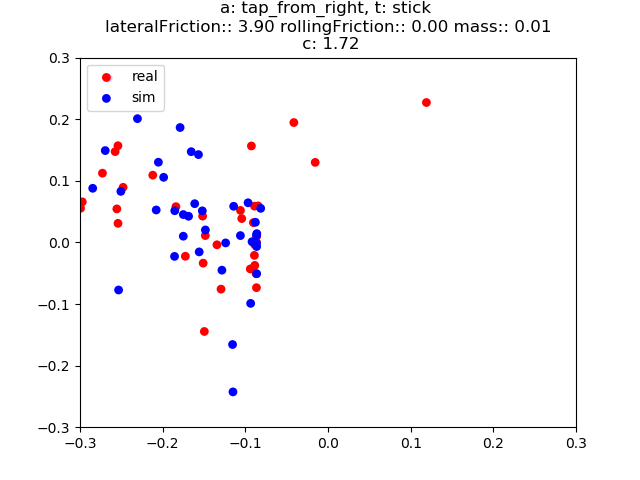 a: tap_from_right, t: stick
lateralFriction:: 3.90 rollingFriction:: 0.00 mass:: 0.01
c: 1.72
real
sim
0.3
0.2
0.1
0.0
−0.1
−0.2
−0.3
−0.3 −0.2 −0.1 0.0 0.1 0.2 0.3